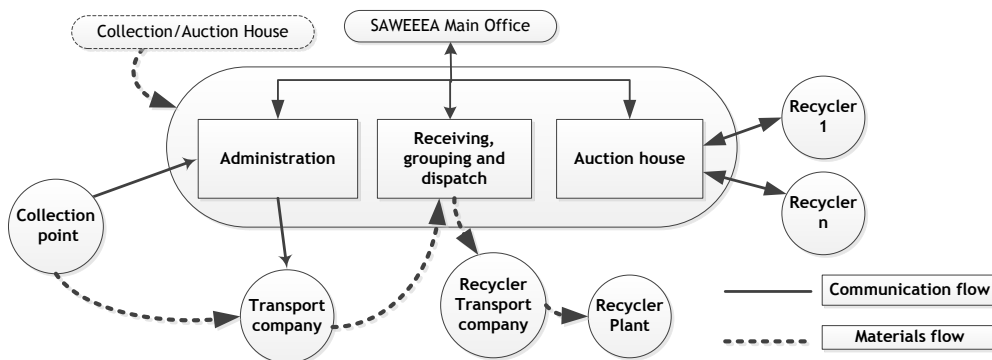 Collection/Auction House
SAWEEEA Main Office
Administration
Receiving,
grouping and
dispatch
Auction house
Recycler
1
Recycler
n
Collection
point
Transport
company
Recycler
Transport
company
Recycler
Plant
Communication flow
Materials flow